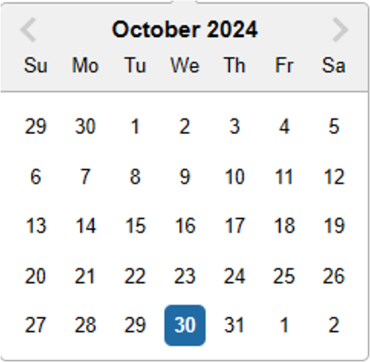 October 2024
Su Mo Tu We Th Fr Sa
29 30 1 2 3 4 5
6 7 8 9 10 11 12
13 14 15 16 17 18 19
20 21 22 23 24 25 26
27 28 29 30 31 1 2